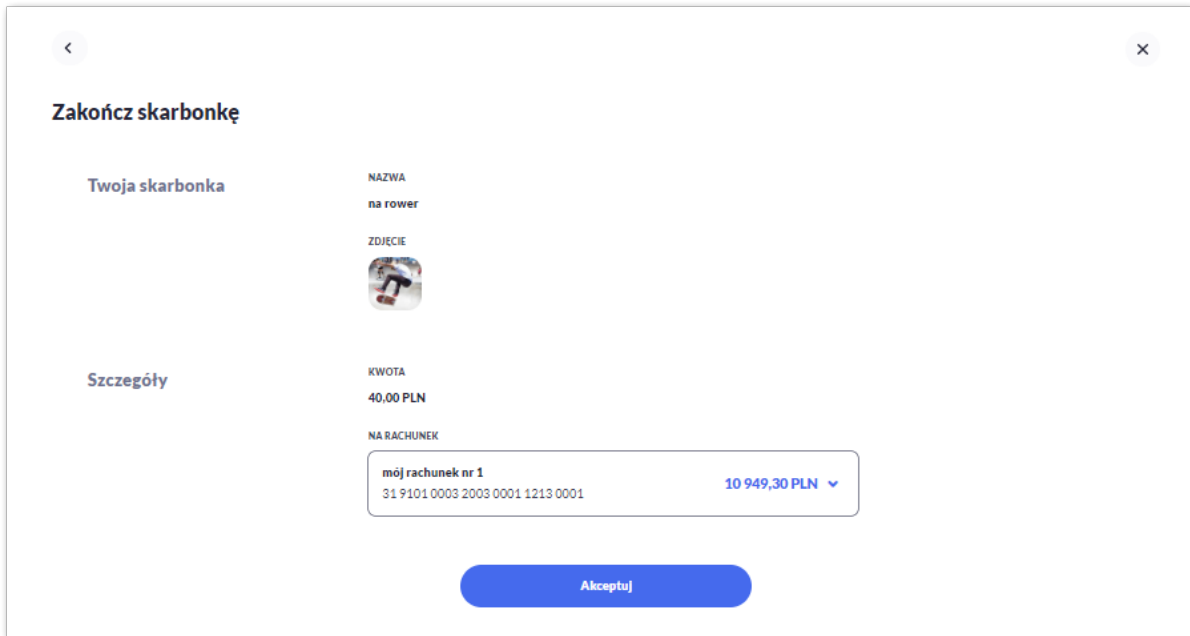 Zakończ skarbonkę
Twoja skarbonka
NAZWA
na rower
ZDJĘCIE
Szczegóły
KWOTA
40,00 PLN
NA RACHUNEK
mój rachunek nr 1
31 9101 0003 2003 0001 1213 0001
10 949,30 PLN
Akceptuj